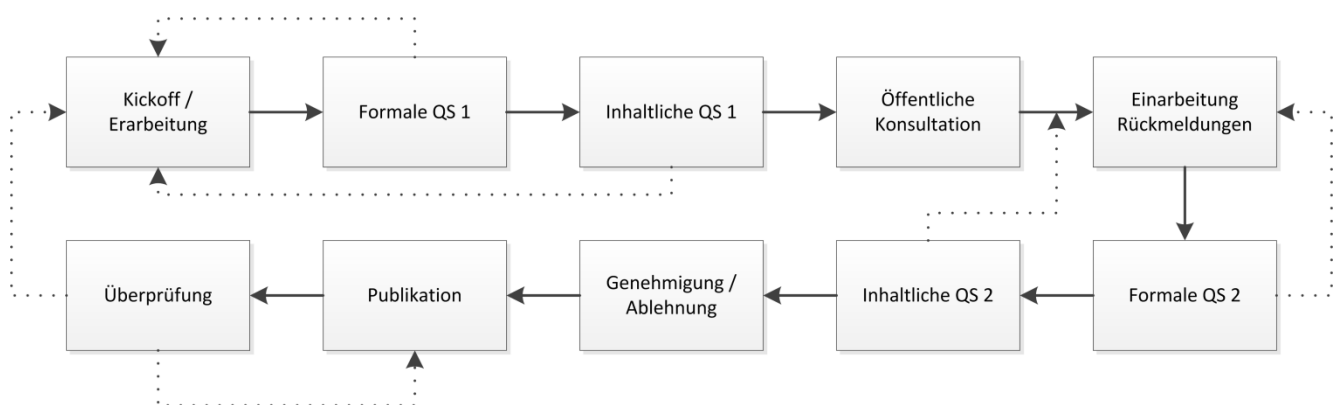 Kickoff /
Erarbeitung
Formale QS 1
Inhaltliche QS 1
Öffentliche
Konsultation
Einarbeitung
Rückmeldungen
Überprüfung
Publikation
Genehmigung /
Ablehnung
Inhaltliche QS 2
Formale QS 2